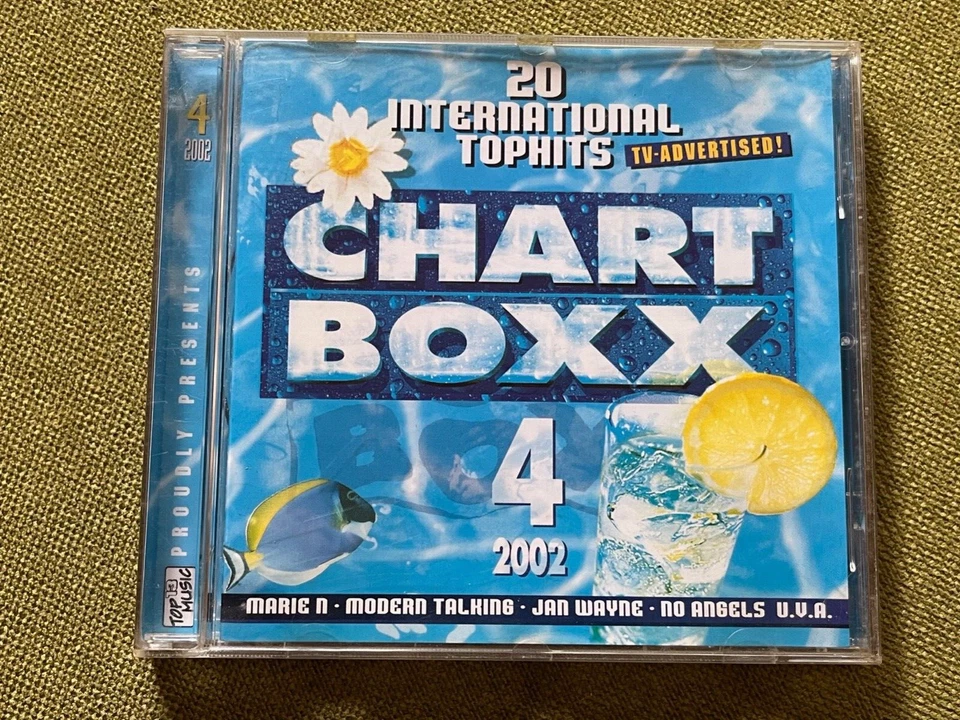 4
2002
PROUDLY PRESENTS
TOP 13
MUSIC
20
INTERNATIONAL
TOPHITS
TV-ADVERTISED!
CHART
BOXX
4
2002
MARIE N · MODERN TALKING · JAN WAYNE · NO ANGELS U.V.A.